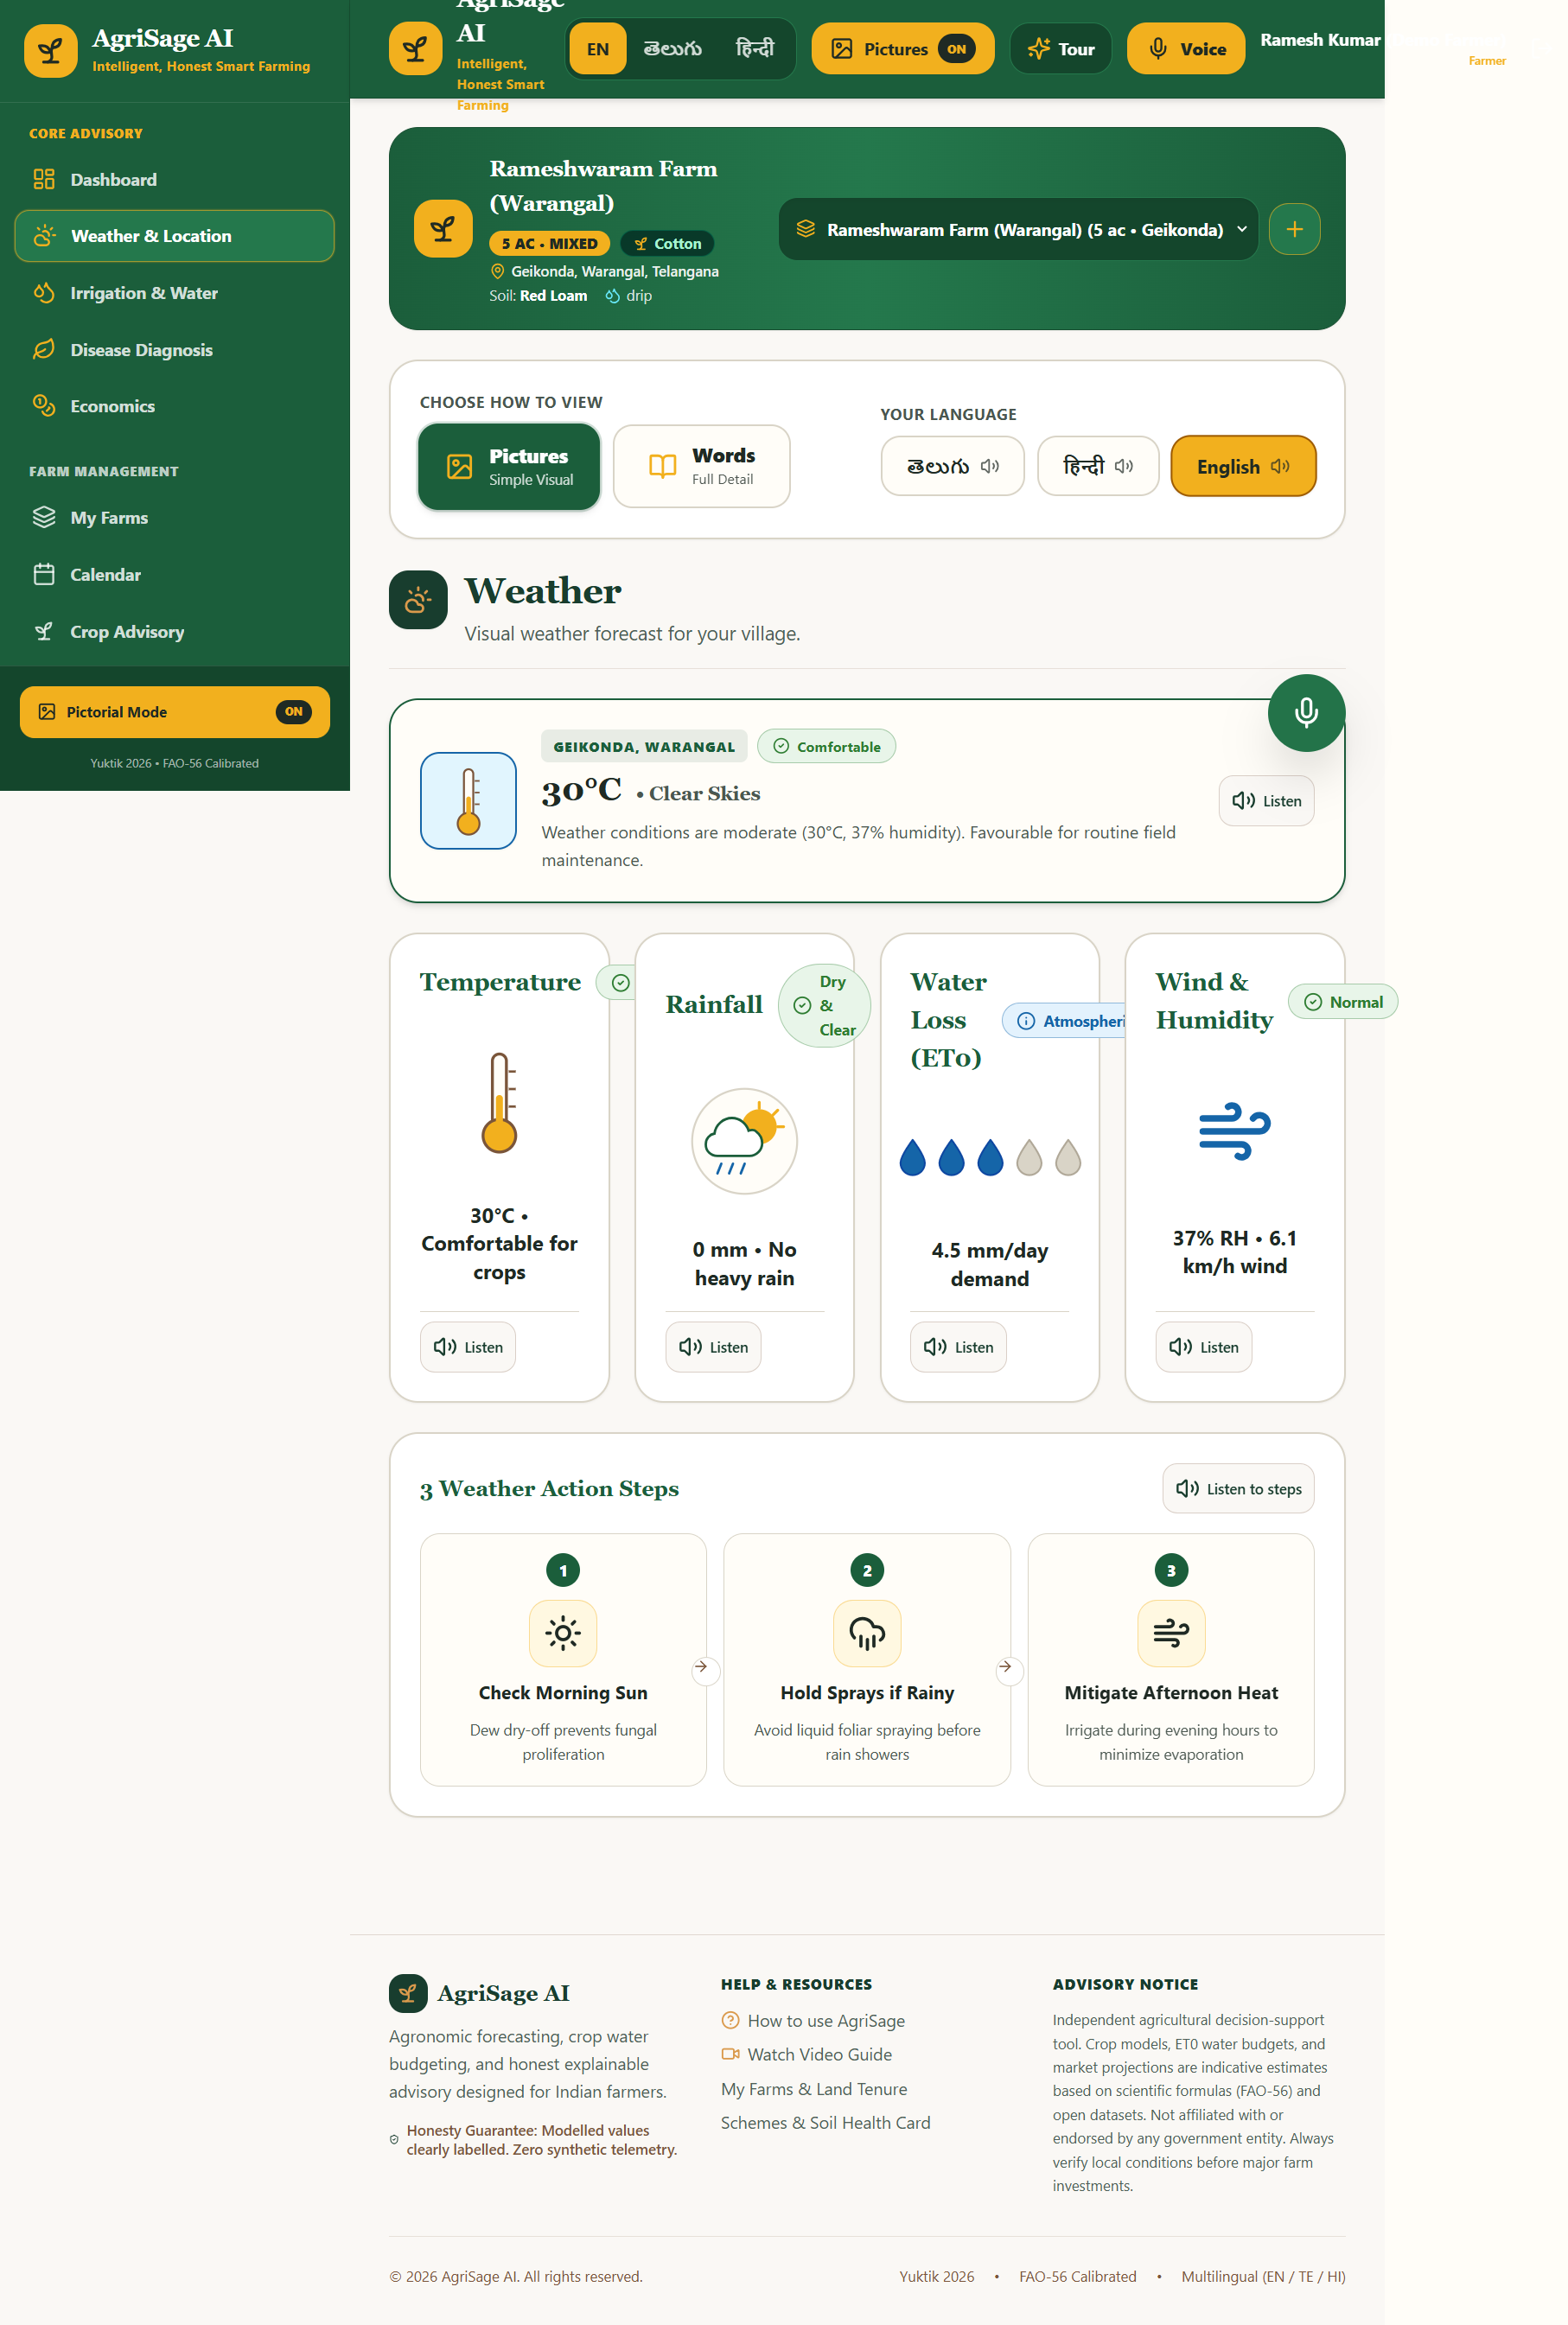 AgriSage AI
Intelligent, Honest Smart Farming
CORE ADVISORY
Dashboard
Weather & Location
Irrigation & Water
Disease Diagnosis
Economics
FARM MANAGEMENT
My Farms
Calendar
Crop Advisory
Pictorial Mode
ON
Yuktik 2026 • FAO-56 Calibrated
AgriSage
AI
Intelligent,
Honest Smart
Farming
EN
తెలుగు
हिन्दी
Pictures
ON
Tour
Voice
Ramesh Kumar
Farmer
Rameshwaram Farm
(Warangal)
5 AC • MIXED
Cotton
Geikonda, Warangal, Telangana
Soil: Red Loam
drip
Rameshwaram Farm (Warangal) (5 ac • Geikonda)
CHOOSE HOW TO VIEW
Pictures
Simple Visual
Words
Full Detail
YOUR LANGUAGE
తెలుగు
हिन्दी
English
Weather
Visual weather forecast for your village.
GEIKONDA, WARANGAL
Comfortable
30°C
• Clear Skies
Weather conditions are moderate (30°C, 37% humidity). Favourable for routine field
maintenance.
Listen
Temperature
30°C •
Comfortable for
crops
Listen
Rainfall
Dry
&
Clear
0 mm • No
heavy rain
Listen
Water
Loss
(ETo)
Atmospheri
4.5 mm/day
demand
Listen
Wind &
Humidity
Normal
37% RH • 6.1
km/h wind
Listen
3 Weather Action Steps
Listen to steps
1
Check Morning Sun
Dew dry-off prevents fungal
proliferation
2
Hold Sprays if Rainy
Avoid liquid foliar spraying before
rain showers
3
Mitigate Afternoon Heat
Irrigate during evening hours to
minimize evaporation
AgriSage AI
Agronomic forecasting, crop water
budgeting, and honest explainable
advisory designed for Indian farmers.
Honesty Guarantee: Modelled values
clearly labelled. Zero synthetic telemetry.
HELP & RESOURCES
How to use AgriSage
Watch Video Guide
My Farms & Land Tenure
Schemes & Soil Health Card
ADVISORY NOTICE
Independent agricultural decision-support
tool. Crop models, ET0 water budgets, and
market projections are indicative estimates
based on scientific formulas (FAO-56) and
open datasets. Not affiliated with or
endorsed by any government entity. Always
verify local conditions before major farm
investments.
© 2026 AgriSage AI. All rights reserved.
Yuktik 2026 • FAO-56 Calibrated • Multilingual (EN / TE / HI)